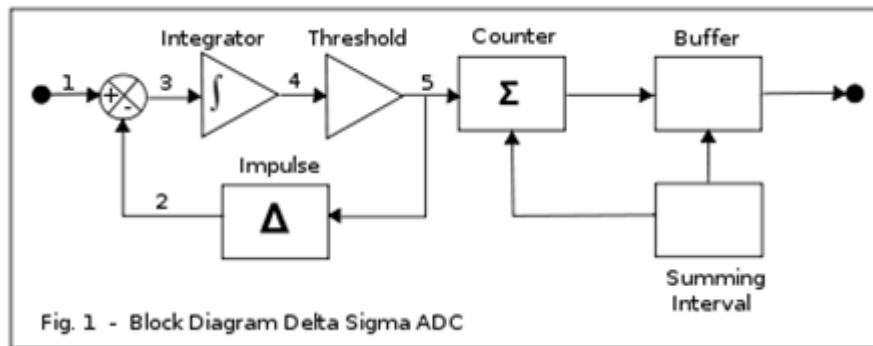 Integrator Threshold Counter Buffer
1 + - 3 ∫ 4 5 Σ
Impulse
2 Δ
Summing
Interval
Fig. 1 - Block Diagram Delta Sigma ADC